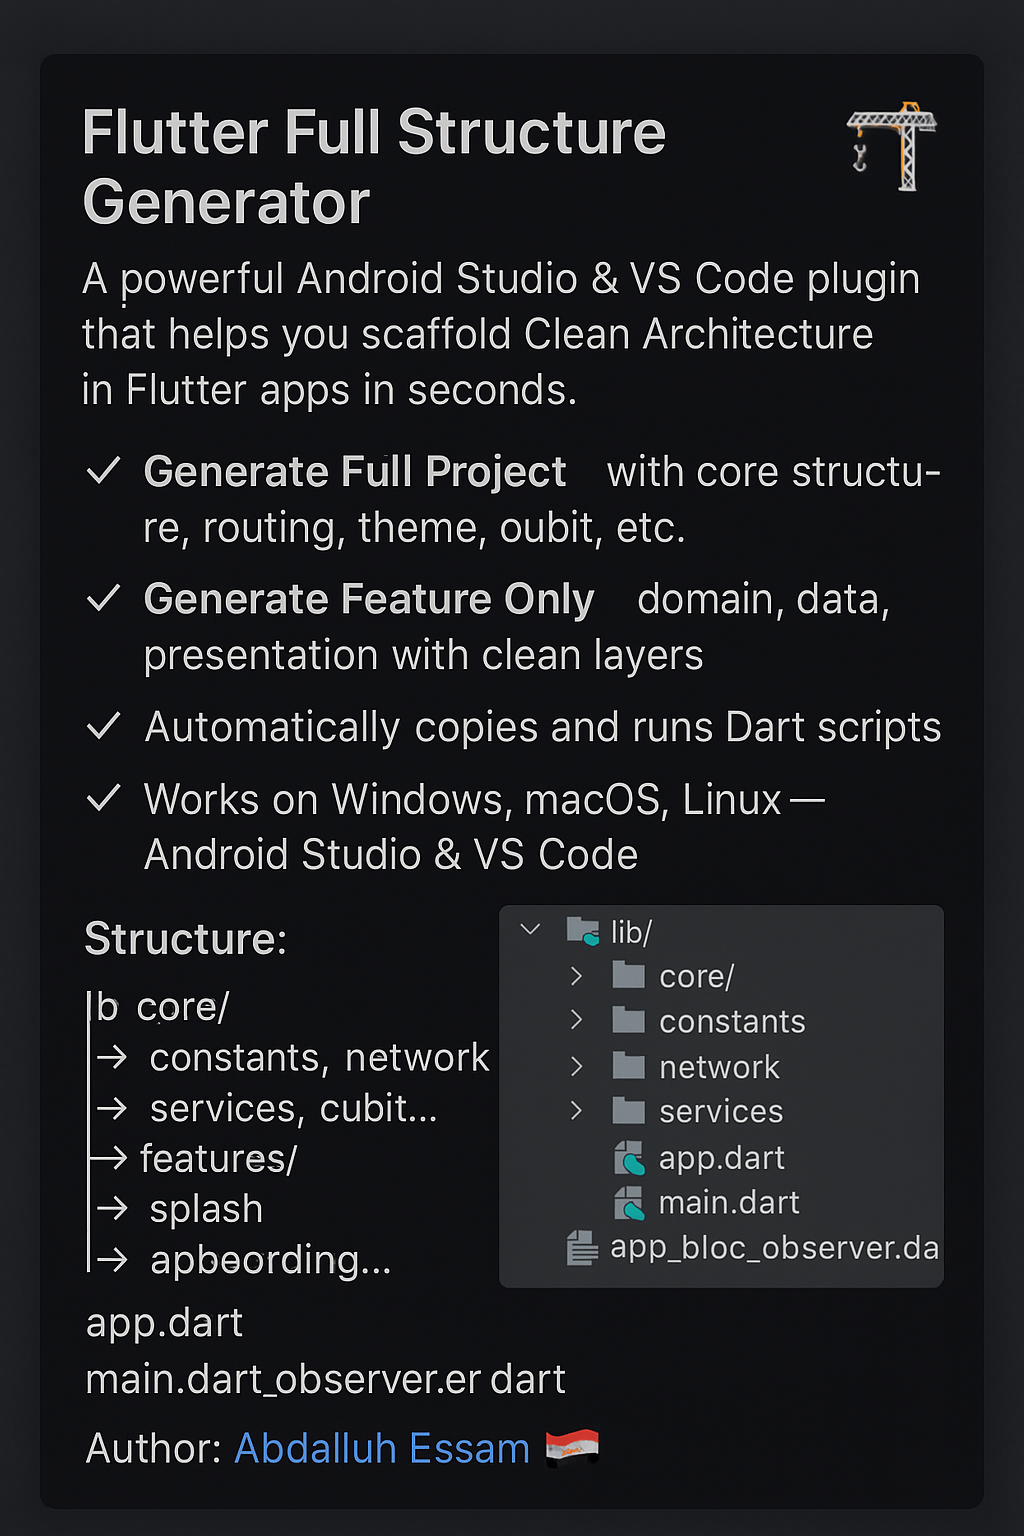 Flutter Full Structure
Generator
A powerful Android Studio & VS Code plugin
that helps you scaffold Clean Architecture
in Flutter apps in seconds.
✓ Generate Full Project with core structu-
re, routing, theme, oubit, etc.
✓ Generate Feature Only domain, data,
presentation with clean layers
✓ Automatically copies and runs Dart scripts
✓ Works on Windows, macOS, Linux —
Android Studio & VS Code
Structure:
lb core/
→ constants, network
→ services, cubit...
→ features/
→ splash
→ apbeording...
app.dart
main.dart_observer.er dart
lib/
core/
constants
network
services
app.dart
main.dart
app_bloc_observer.da
Author: Abdalluh Essam